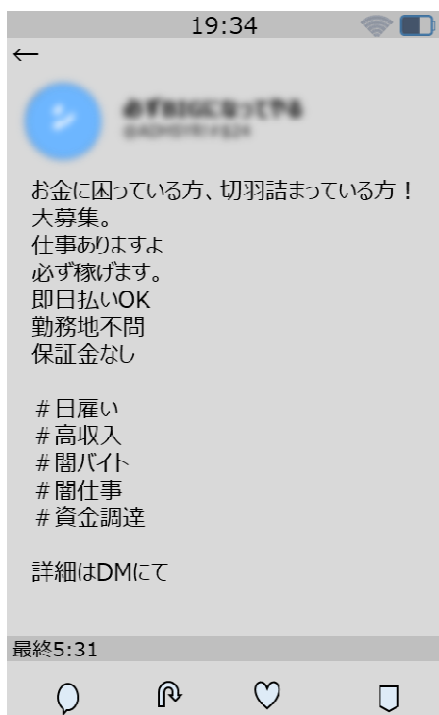 19:34
お金に困っている方、切羽詰まっている方！
大募集。
仕事ありますよ
必ず稼げます。
即日払いOK
勤務地不問
保証金なし
#日雇い
#高収入
#闇バイト
#闇仕事
#資金調達
詳細はDMにて
最終5:31